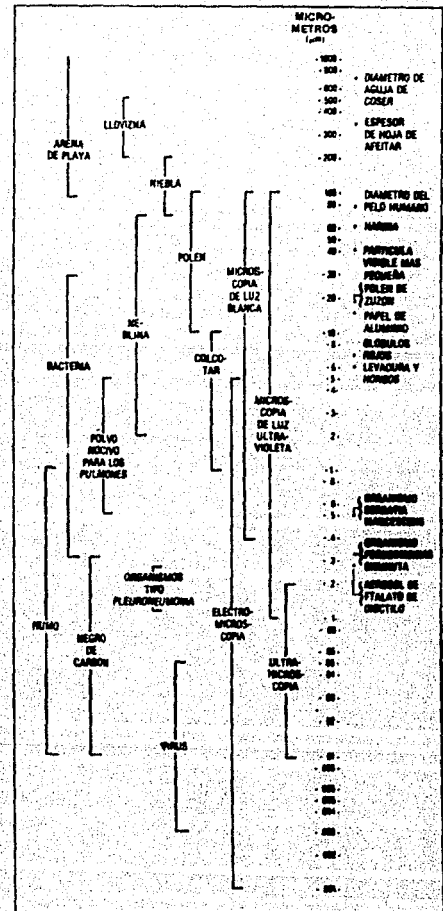 MICRO-
METROS
(μm)
1000
800
600
500
400
300
200
100
80
60
50
40
30
20
10
8
6
5
4
3
2
1
DIAMETRO DE
AGUJA DE
COSER
ESPESOR
DE HOJA DE
AFEITAR
DIAMETRO DEL
PELO HUMANO
HARINA
PARTICULA
VISIBLE MAS
PEQUEÑA
POLEN DE
ZUZON
PAPEL DE
ALUMINIO
GLOBULOS
ROJOS
LEVADURA Y
HONGOS
ORGANISMO
ORGANISMO
AEROSOL DE
FTALATO DE
DIOCTILO
ARENA
DE PLAYA
LLOVIZNA
NIEBLA
POLEN
NE-
BLINA
MICROS-
COPIA
DE LUZ
BLANCA
BACTERIA
COLCO-
TAR
MICROS-
COPIA
DE LUZ
ULTRA-
VIOLETA
POLVO
NOCIVO
PARA LOS
PULMONES
ORGANISMOS
TIPO
PLEURONEUMONIA
ELECTRO-
MICROS-
COPIA
HUMO
NEGRO
DE
CARBON
ULTRA-
MICROS-
COPIA
VIRUS